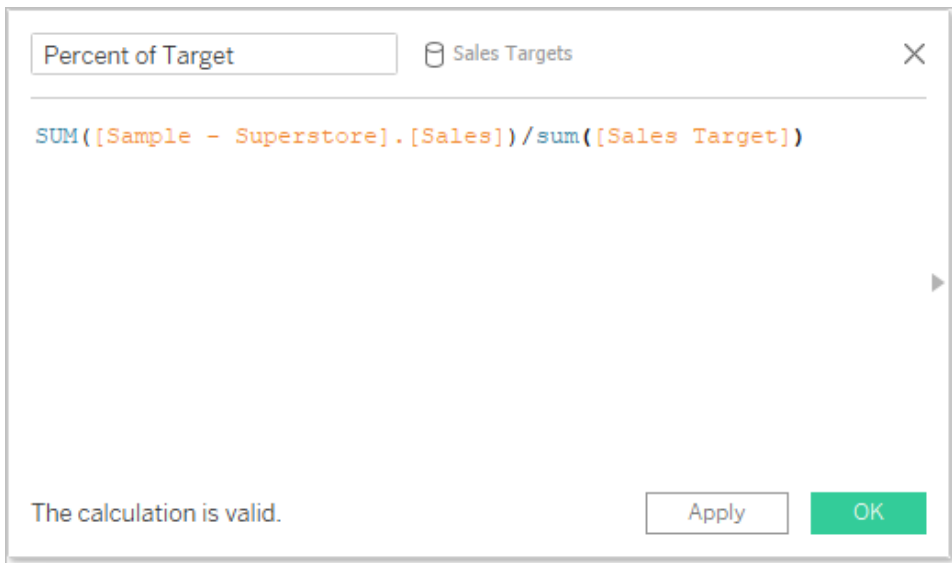 Percent of Target
Sales Targets
SUM([Sample - Superstore].[Sales])/sum([Sales Target])
The calculation is valid.
Apply
OK